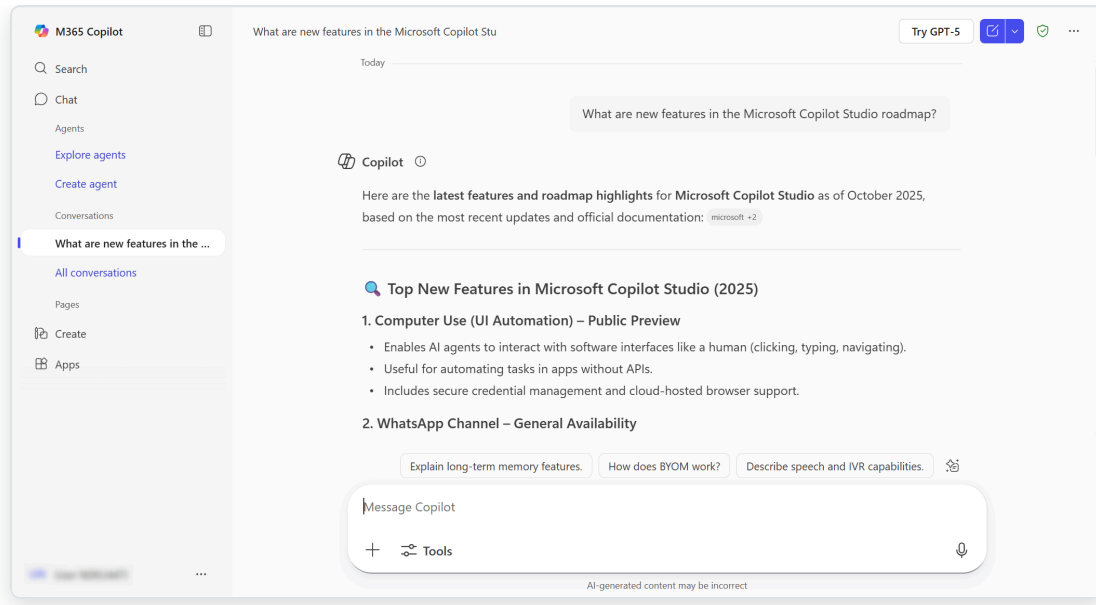 M365 Copilot
Search
Chat
Agents
Explore agents
Create agent
Conversations
What are new features in the ...
All conversations
Pages
Create
Apps
What are new features in the Microsoft Copilot Stu
Try GPT-5
Today
What are new features in the Microsoft Copilot Studio roadmap?
Copilot
Here are the latest features and roadmap highlights for Microsoft Copilot Studio as of October 2025,
based on the most recent updates and official documentation: microsoft +2
Top New Features in Microsoft Copilot Studio (2025)
1. Computer Use (UI Automation) – Public Preview
• Enables AI agents to interact with software interfaces like a human (clicking, typing, navigating).
• Useful for automating tasks in apps without APIs.
• Includes secure credential management and cloud-hosted browser support.
2. WhatsApp Channel – General Availability
Explain long-term memory features. How does BYOM work? Describe speech and IVR capabilities.
Message Copilot
Tools
AI-generated content may be incorrect